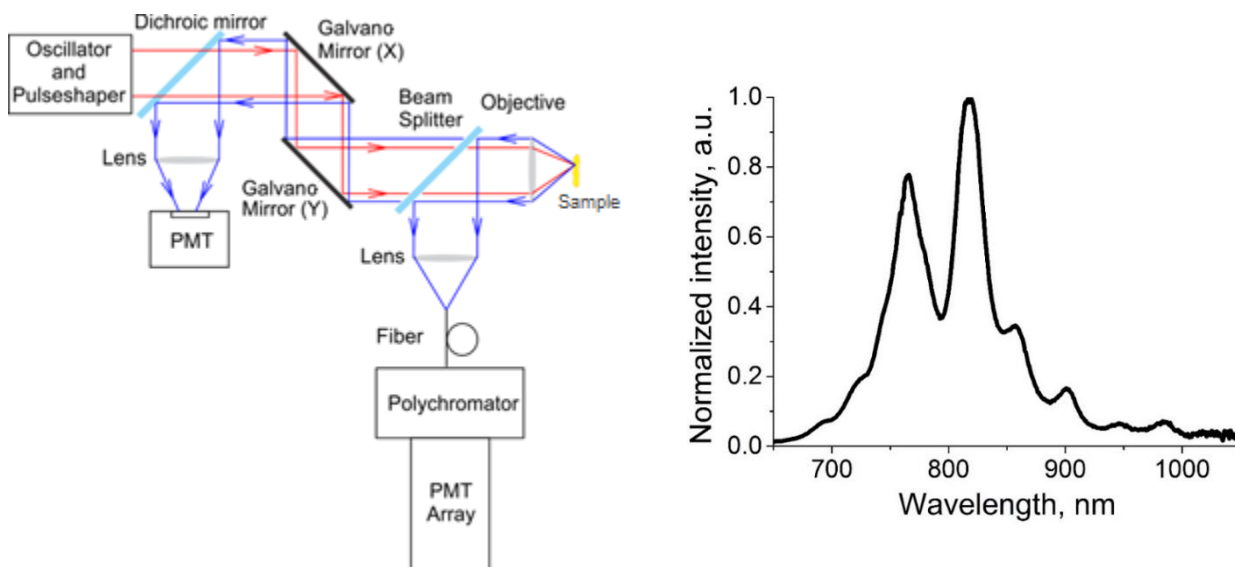 Dichroic mirror
Galvano
Mirror (X)
Oscillator
and
Pulseshaper
Beam
Splitter
Objective
Lens
Galvano
Mirror (Y)
Sample
PMT
Lens
Fiber
Polychromator
PMT
Array
Normalized intensity, a.u.
1.0
0.8
0.6
0.4
0.2
0.0
700
800
900
1000
Wavelength, nm